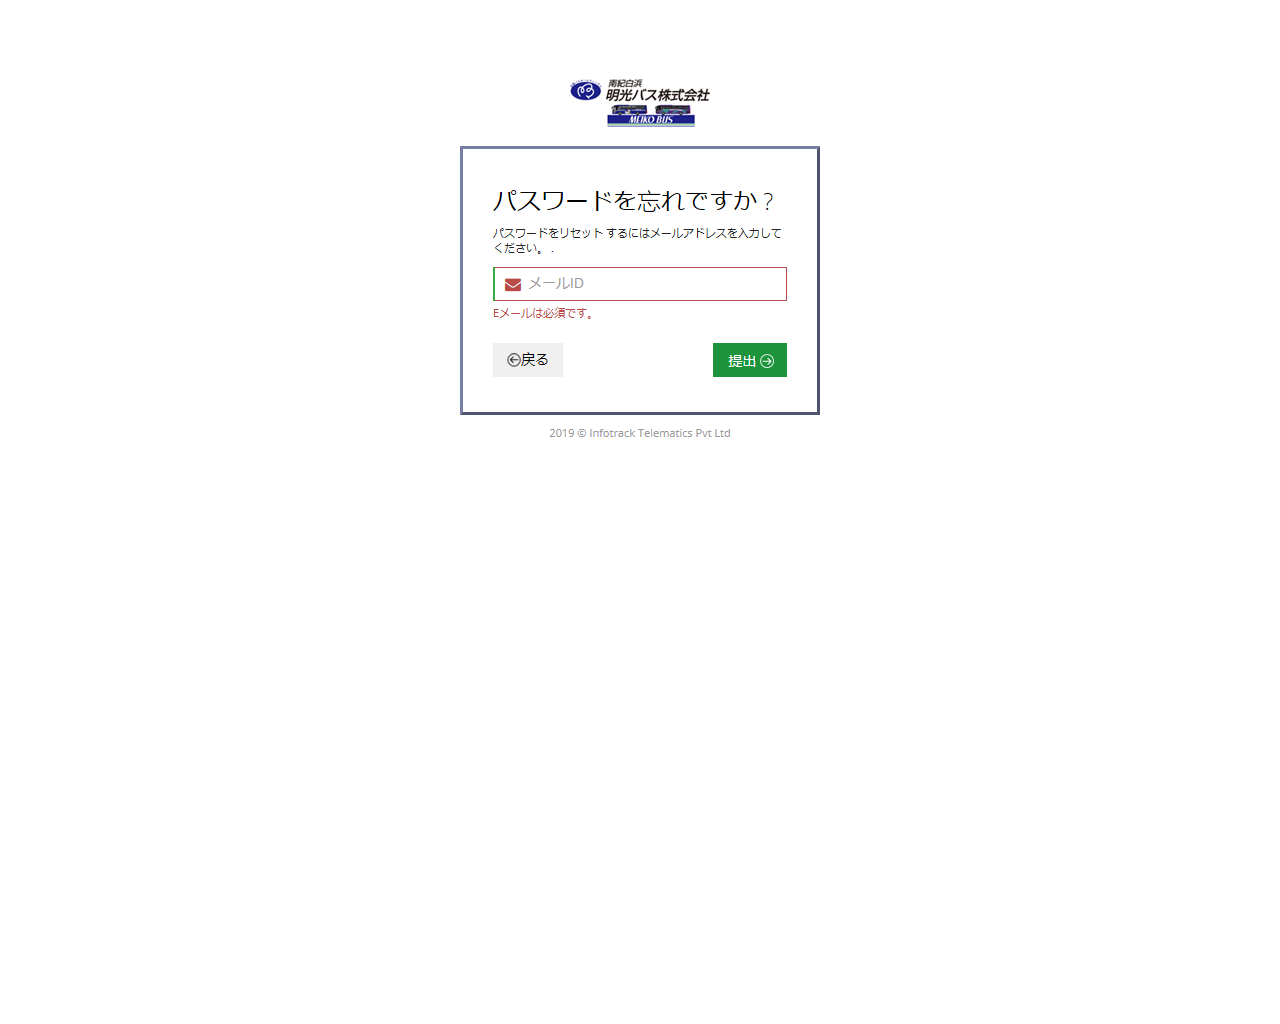 南紀白浜
明光バス株式会社
MEIKO BUS
パスワードを忘れですか ?
パスワードをリセット するにはメールアドレスを入力して
ください。 .
メールID
Eメールは必須です。
戻る
提出
2019 © Infotrack Telematics Pvt Ltd